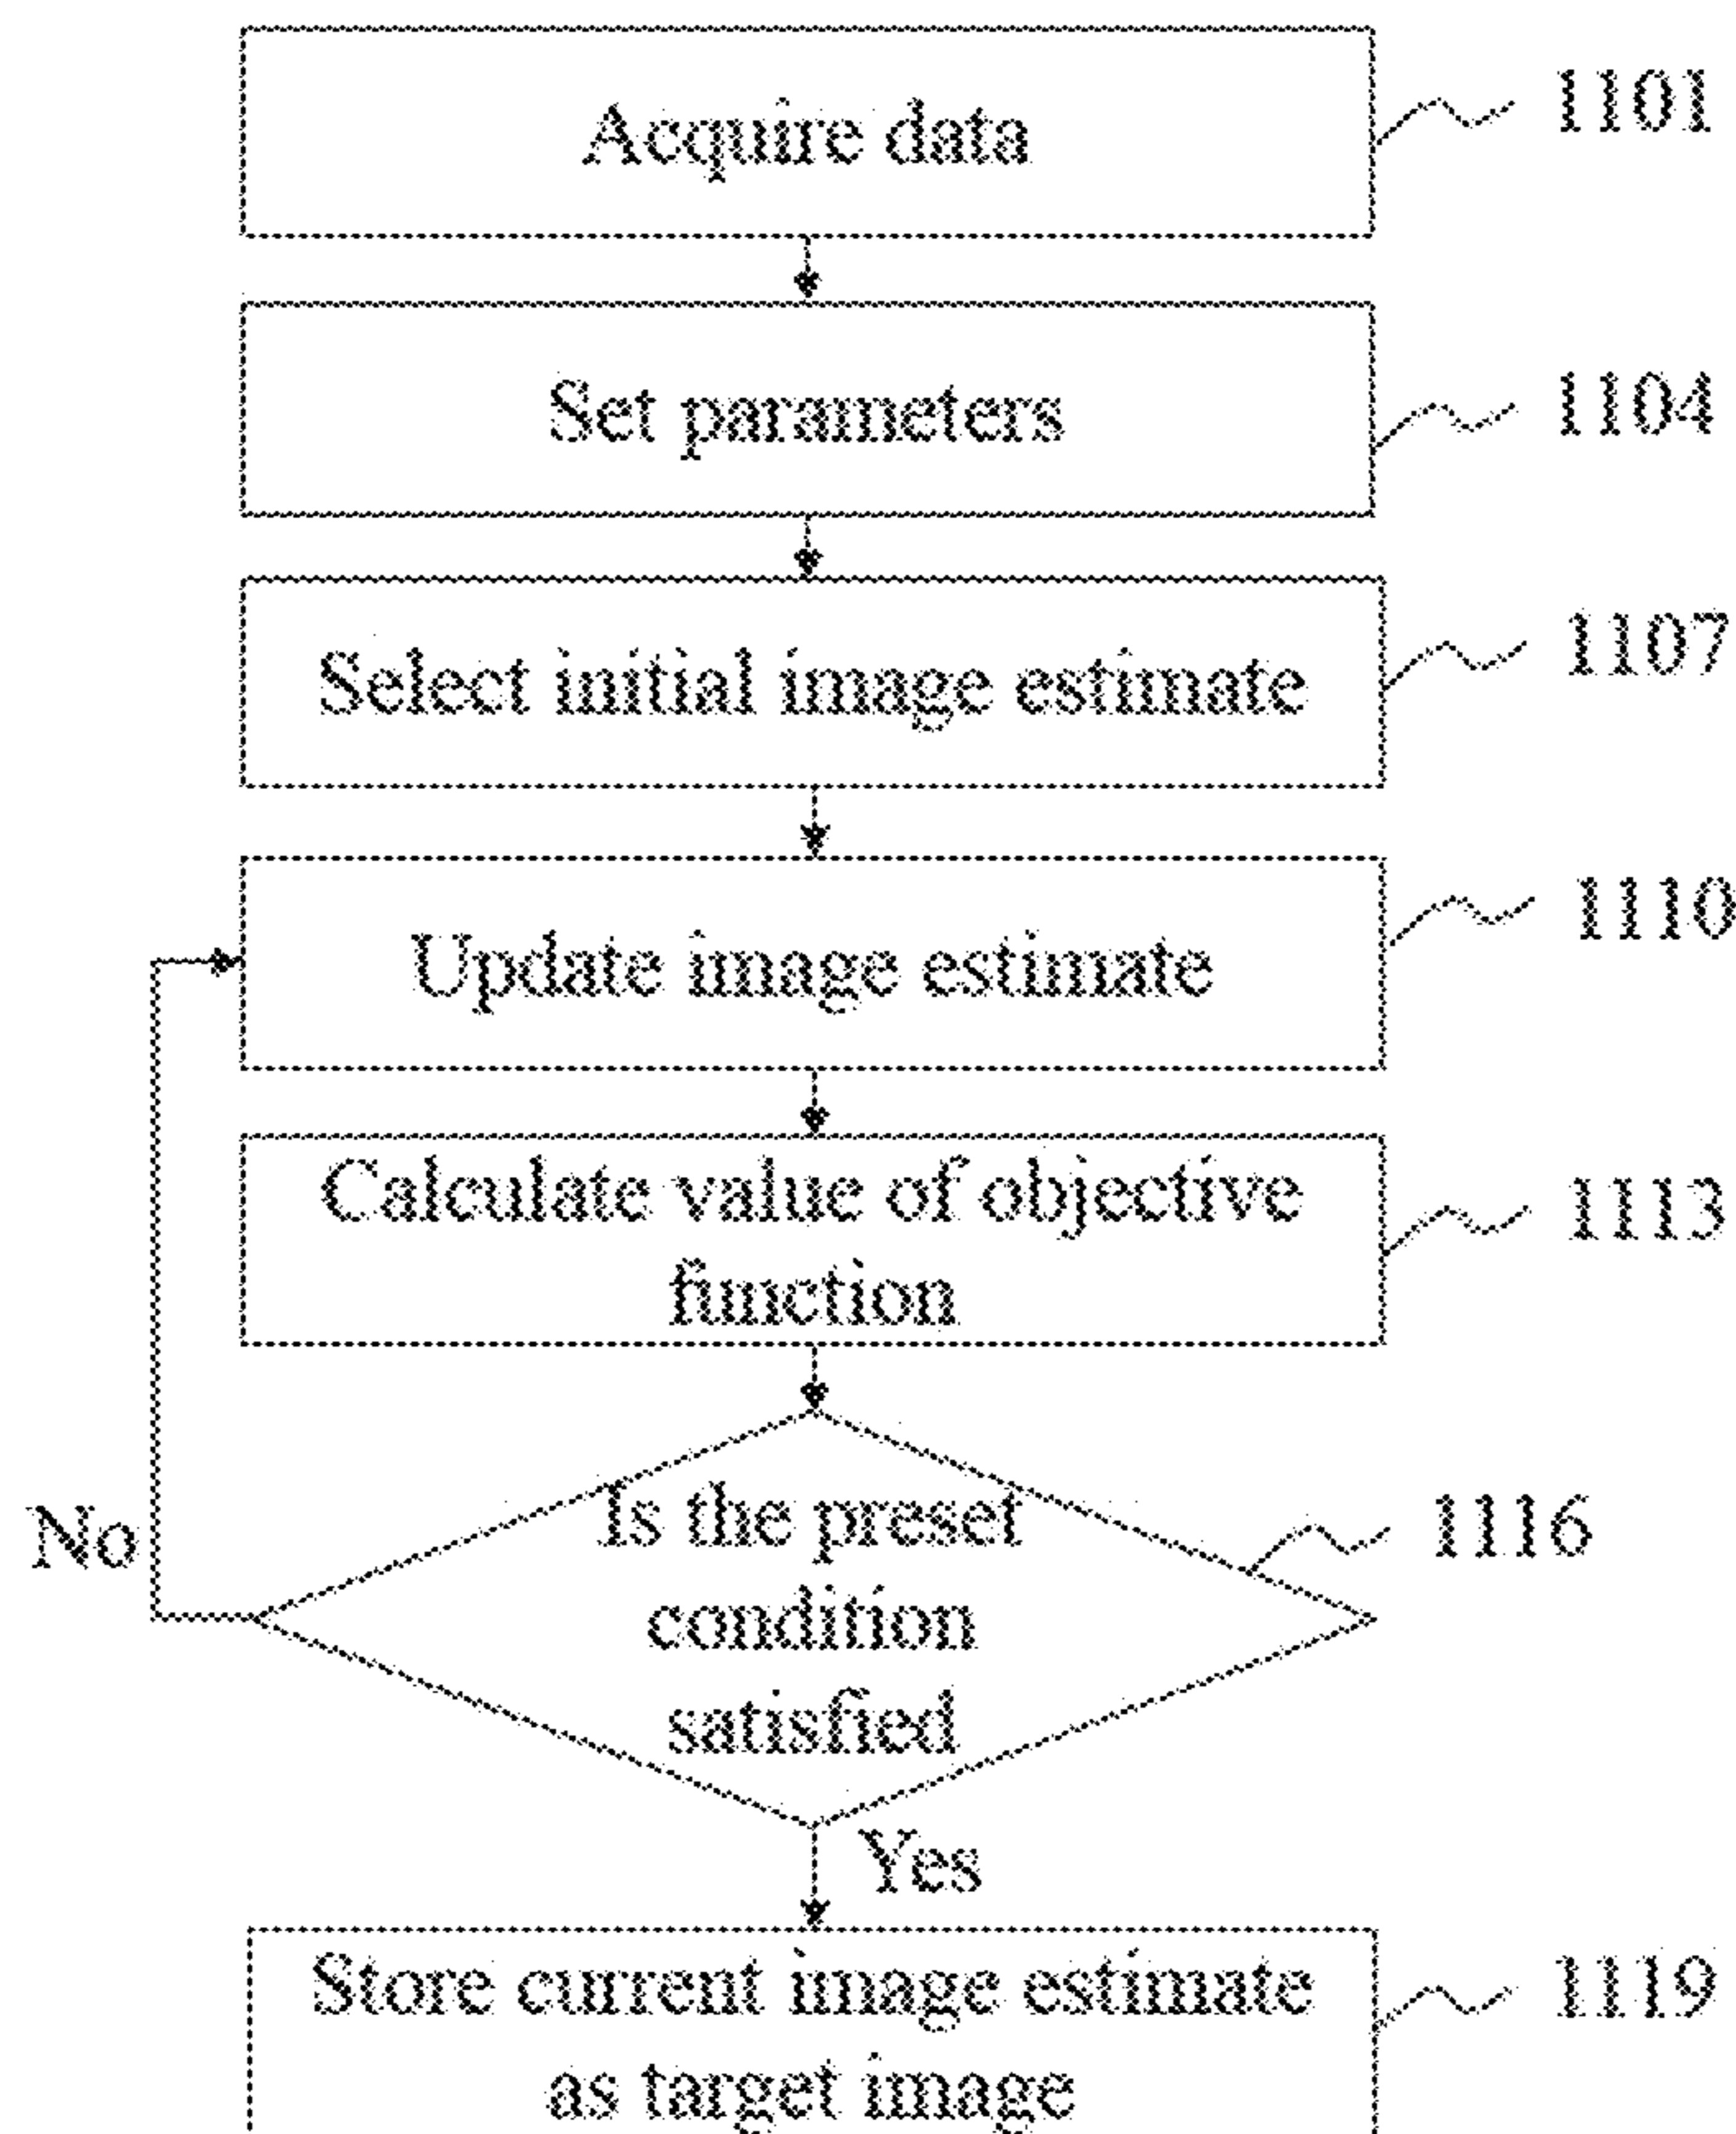 Acquire data
1101
Set parameters
1104
Select initial image estimate
1107
Update image estimate
1110
Calculate value of objective
function
1113
Is the preset
condition
satisfied
1116
No
Yes
Store current image estimate
as target image
1119